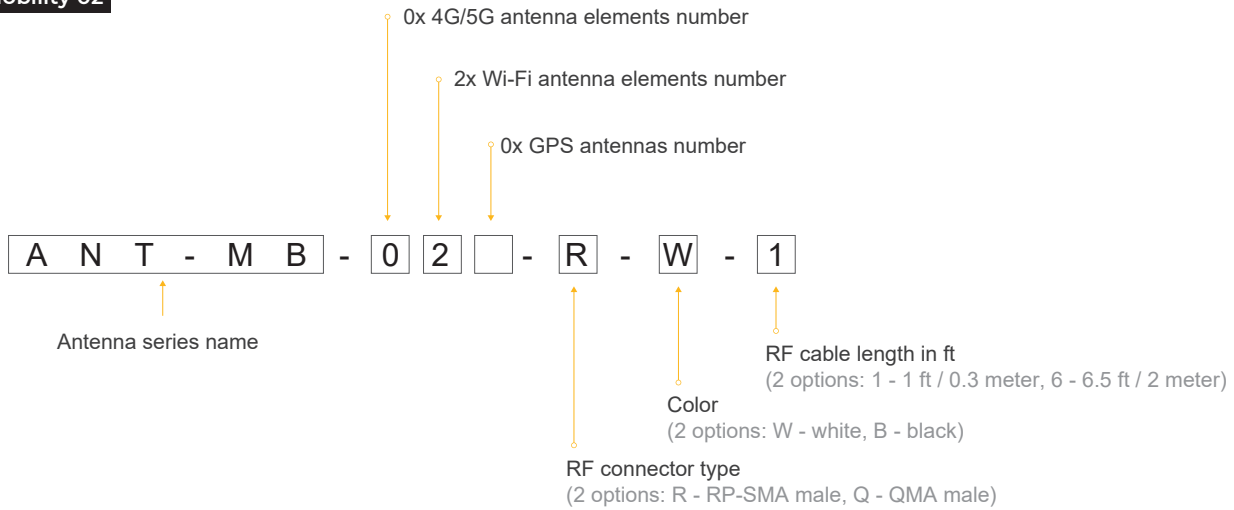 02
0x 4G/5G antenna elements number
2x Wi-Fi antenna elements number
0x GPS antennas number
A N T - M B - 0 2 - R - W - 1
Antenna series name
RF cable length in ft
(2 options: 1 - 1 ft / 0.3 meter, 6 - 6.5 ft / 2 meter)
Color
(2 options: W - white, B - black)
RF connector type
(2 options: R - RP-SMA male, Q - QMA male)